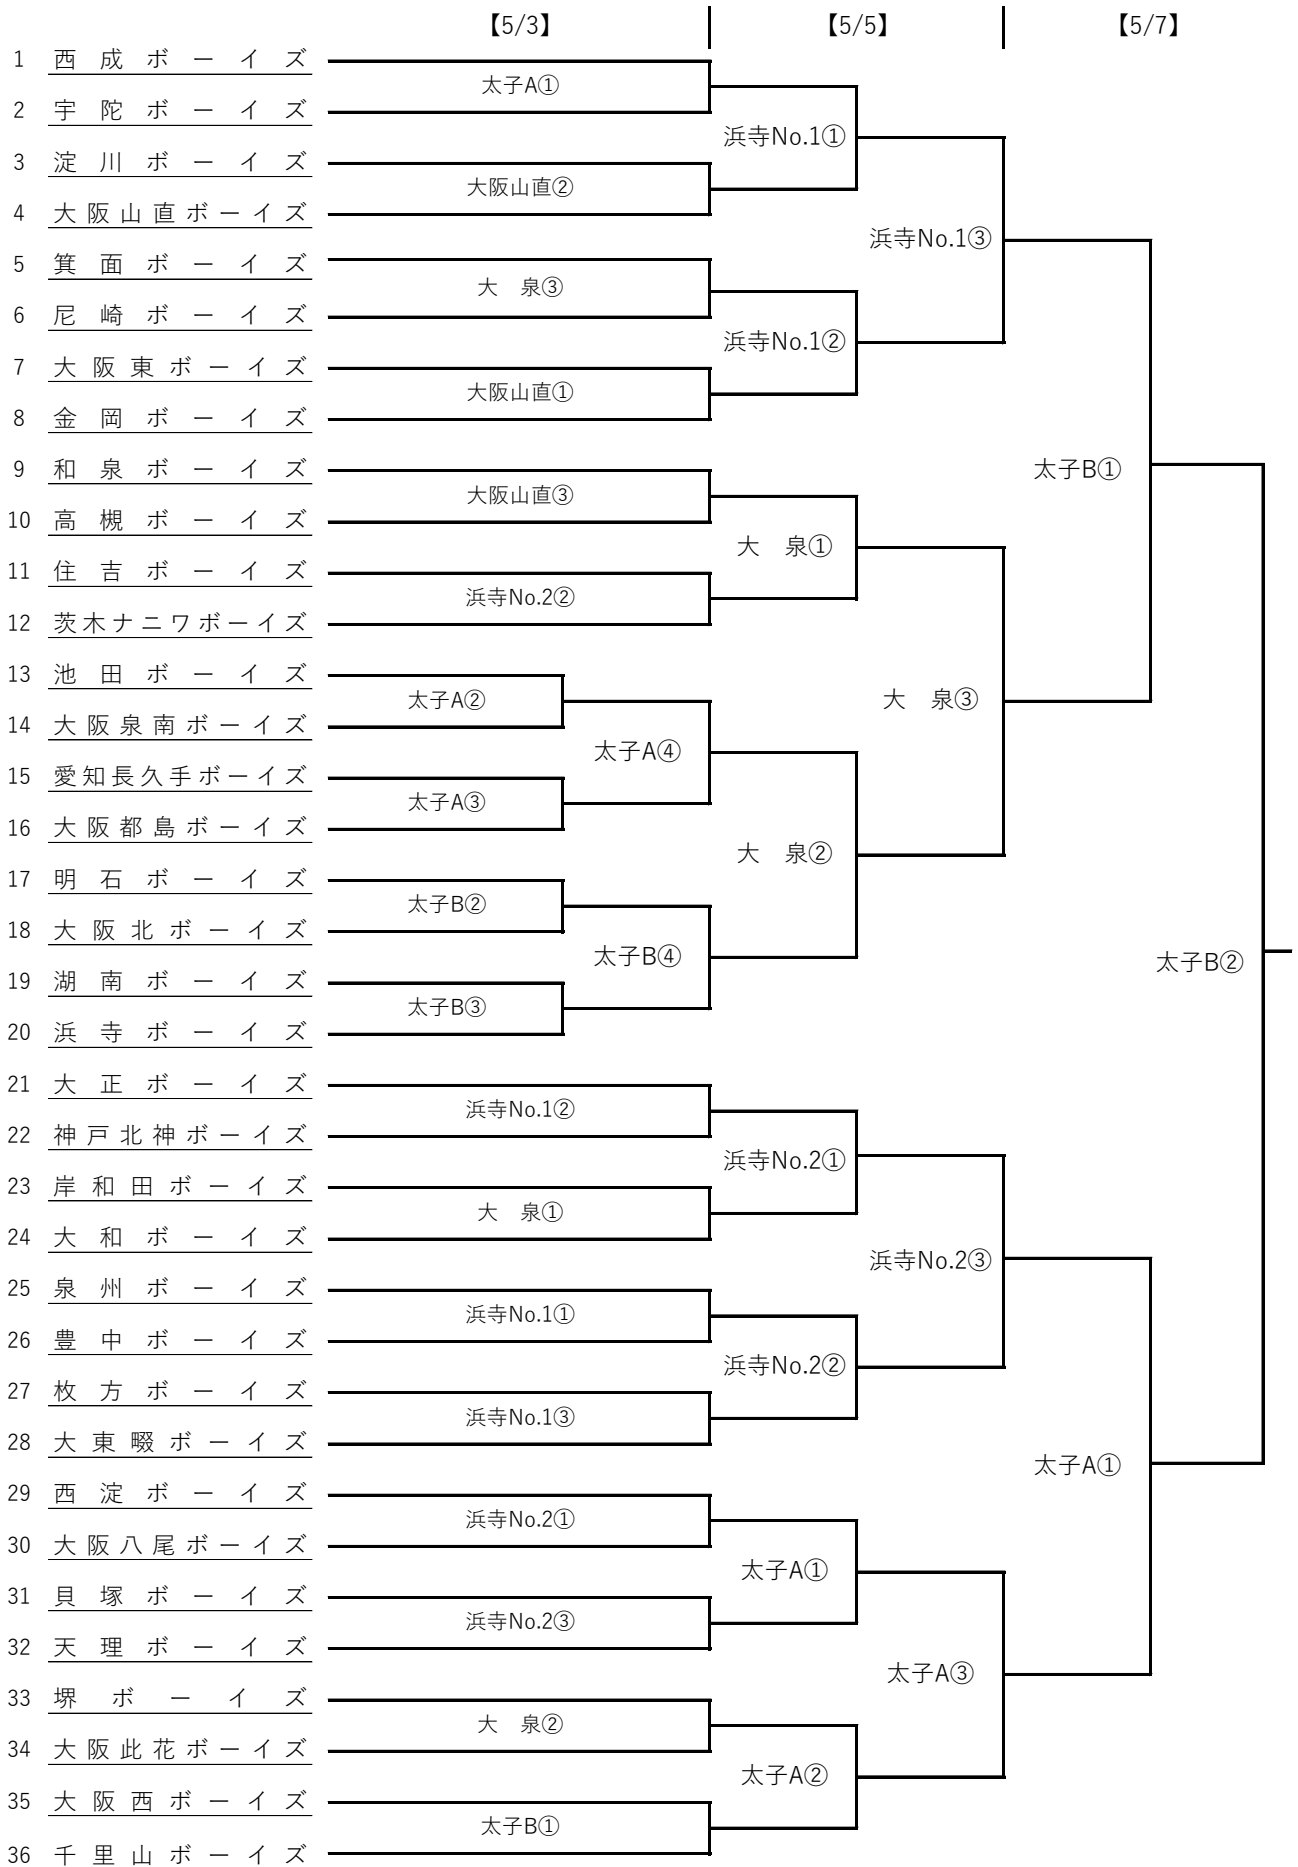 【5/3】 【5/5】 【5/7】
1 西成ボーイズ
太子A①
2 宇陀ボーイズ
浜寺No.1①
3 淀川ボーイズ
大阪山直②
4 大阪山直ボーイズ
浜寺No.1③
5 箕面ボーイズ
大　泉③
6 尼崎ボーイズ
浜寺No.1②
7 大阪東ボーイズ
大阪山直①
8 金岡ボーイズ
9 和泉ボーイズ
太子B①
大阪山直③
10 高槻ボーイズ
大　泉①
11 住吉ボーイズ
浜寺No.2②
12 茨木ナニワボーイズ
13 池田ボーイズ
太子A②
大　泉③
14 大阪泉南ボーイズ
太子A④
15 愛知長久手ボーイズ
太子A③
16 大阪都島ボーイズ
大　泉②
17 明石ボーイズ
太子B②
18 大阪北ボーイズ
太子B④
太子B②
19 湖南ボーイズ
太子B③
20 浜寺ボーイズ
21 大正ボーイズ
浜寺No.1②
22 神戸北神ボーイズ
浜寺No.2①
23 岸和田ボーイズ
大　泉①
24 大和ボーイズ
浜寺No.2③
25 泉州ボーイズ
浜寺No.1①
26 豊中ボーイズ
浜寺No.2②
27 枚方ボーイズ
浜寺No.1③
28 大東畷ボーイズ
太子A①
29 西淀ボーイズ
浜寺No.2①
30 大阪八尾ボーイズ
太子A①
31 貝塚ボーイズ
浜寺No.2③
32 天理ボーイズ
太子A③
33 堺ボーイズ
大　泉②
34 大阪此花ボーイズ
太子A②
35 大阪西ボーイズ
太子B①
36 千里山ボーイズ